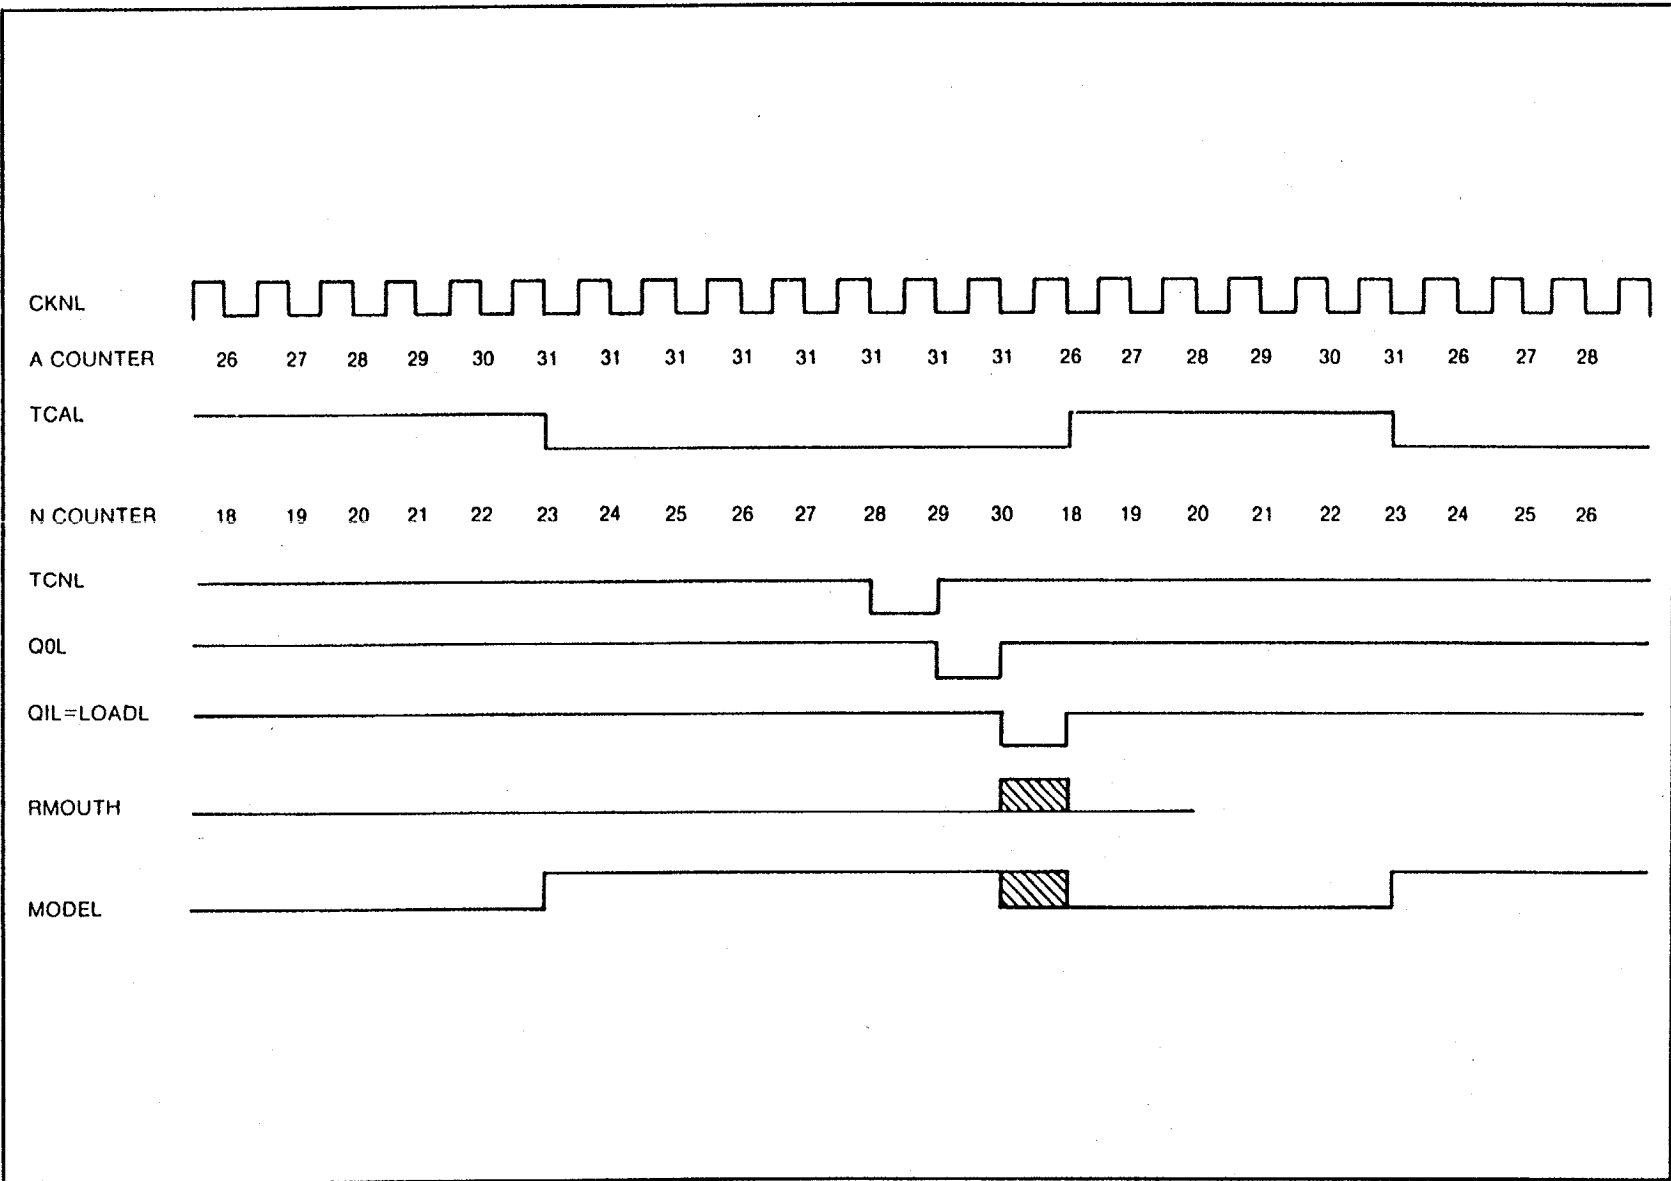 CKNL
A COUNTER 26 27 28 29 30 31 31 31 31 31 31 31 31 26 27 28 29 30 31 26 27 28
TCAL
N COUNTER 18 19 20 21 22 23 24 25 26 27 28 29 30 18 19 20 21 22 23 24 25 26
TCNL
Q0L
QIL=LOADL
RMOUTH
MODEL